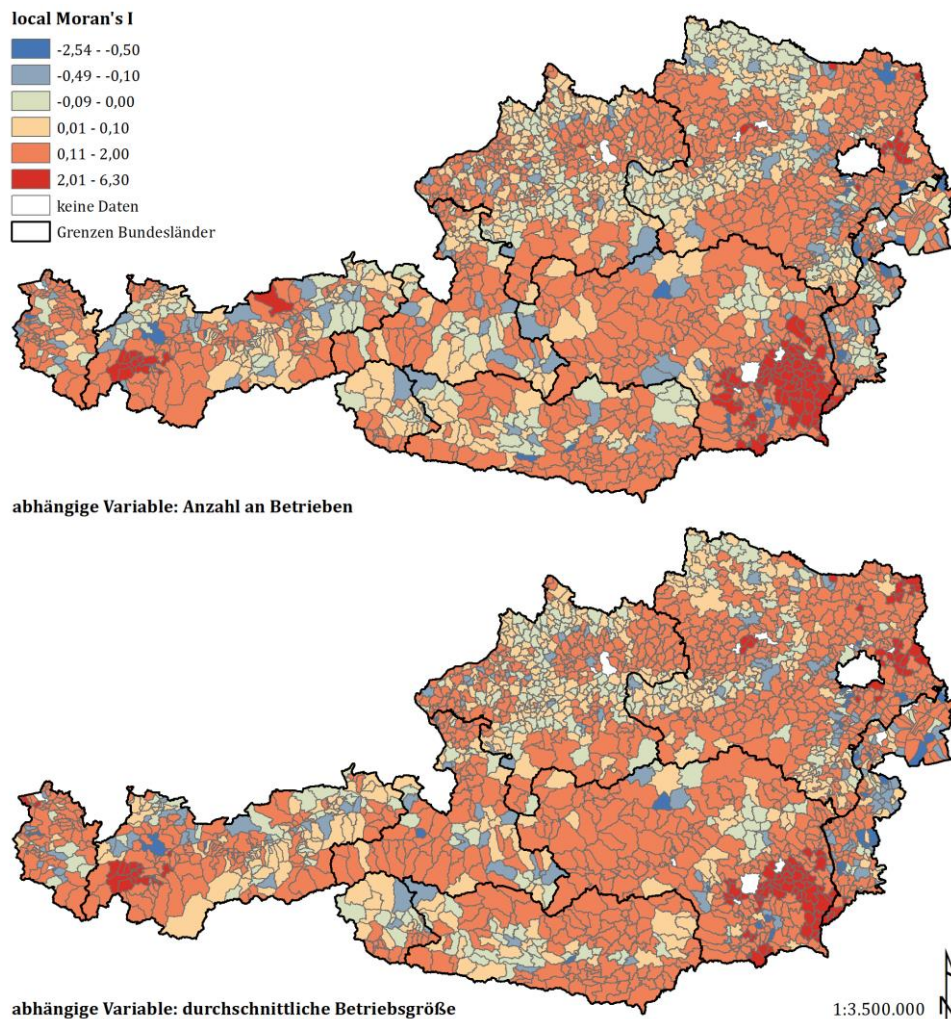 local Moran's I
-2,54 - -0,50
-0,49 - -0,10
-0,09 - 0,00
0,01 - 0,10
0,11 - 2,00
2,01 - 6,30
keine Daten
Grenzen Bundesländer
abhängige Variable: Anzahl an Betrieben
abhängige Variable: durchschnittliche Betriebsgröße
1:3.500.000